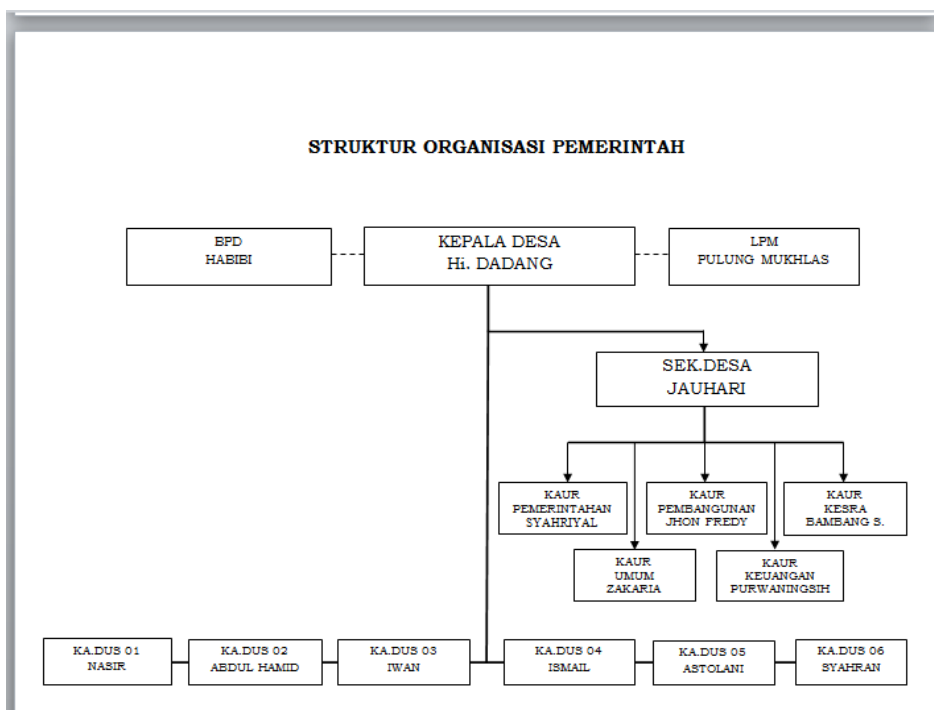 STRUKTUR ORGANISASI PEMERINTAH
BPD
HABIBI
KEPALA DESA
Hi. DADANG
LPM
PULUNG MUKHLAS
SEK.DESA
JAUHARI
KAUR
PEMERINTAHAN
SYAHRIYAL
KAUR
PEMBANGUNAN
JHON FREDY
KAUR
KESRA
BAMBANG S.
KAUR
UMUM
ZAKARIA
KAUR
KEUANGAN
PURWANINGSIH
KA.DUS 01
NASIR
KA.DUS 02
ABDUL HAMID
KA.DUS 03
IWAN
KA.DUS 04
ISMAIL
KA.DUS 05
ASTOLANI
KA.DUS 06
SYAHRAN